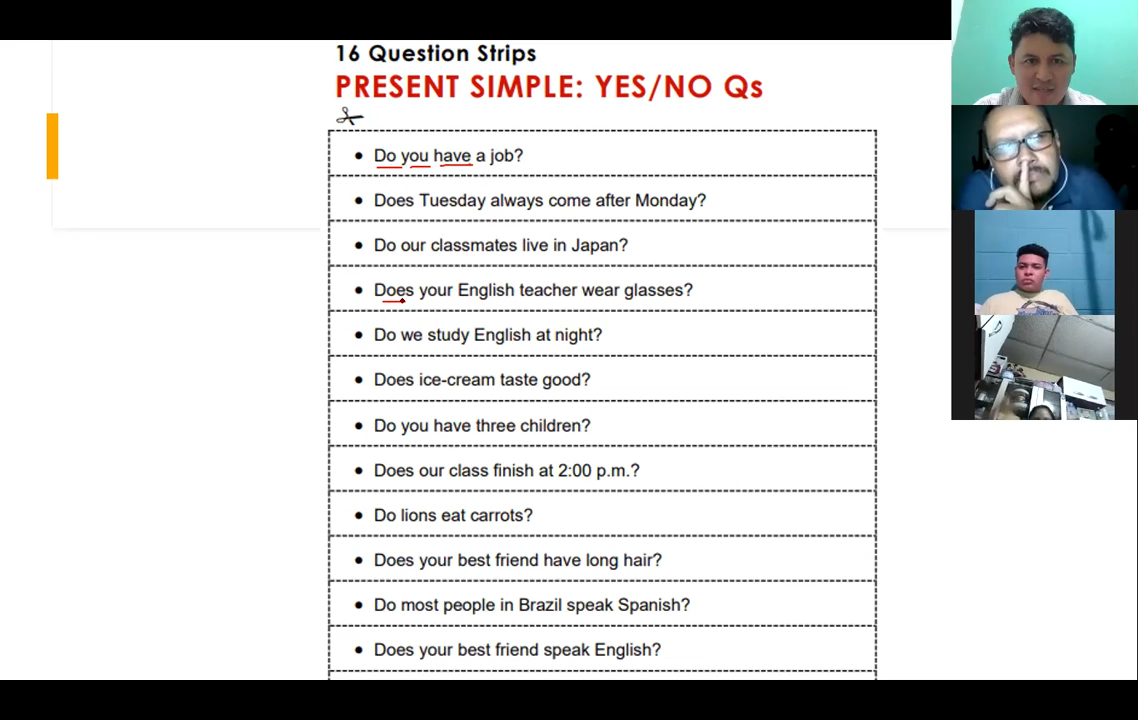 16 Question Strips
PRESENT SIMPLE: YES/NO Qs
• Do you have a job?
• Does Tuesday always come after Monday?
• Do our classmates live in Japan?
• Does your English teacher wear glasses?
• Do we study English at night?
• Does ice-cream taste good?
• Do you have three children?
• Does our class finish at 2:00 p.m.?
• Do lions eat carrots?
• Does your best friend have long hair?
• Do most people in Brazil speak Spanish?
• Does your best friend speak English?